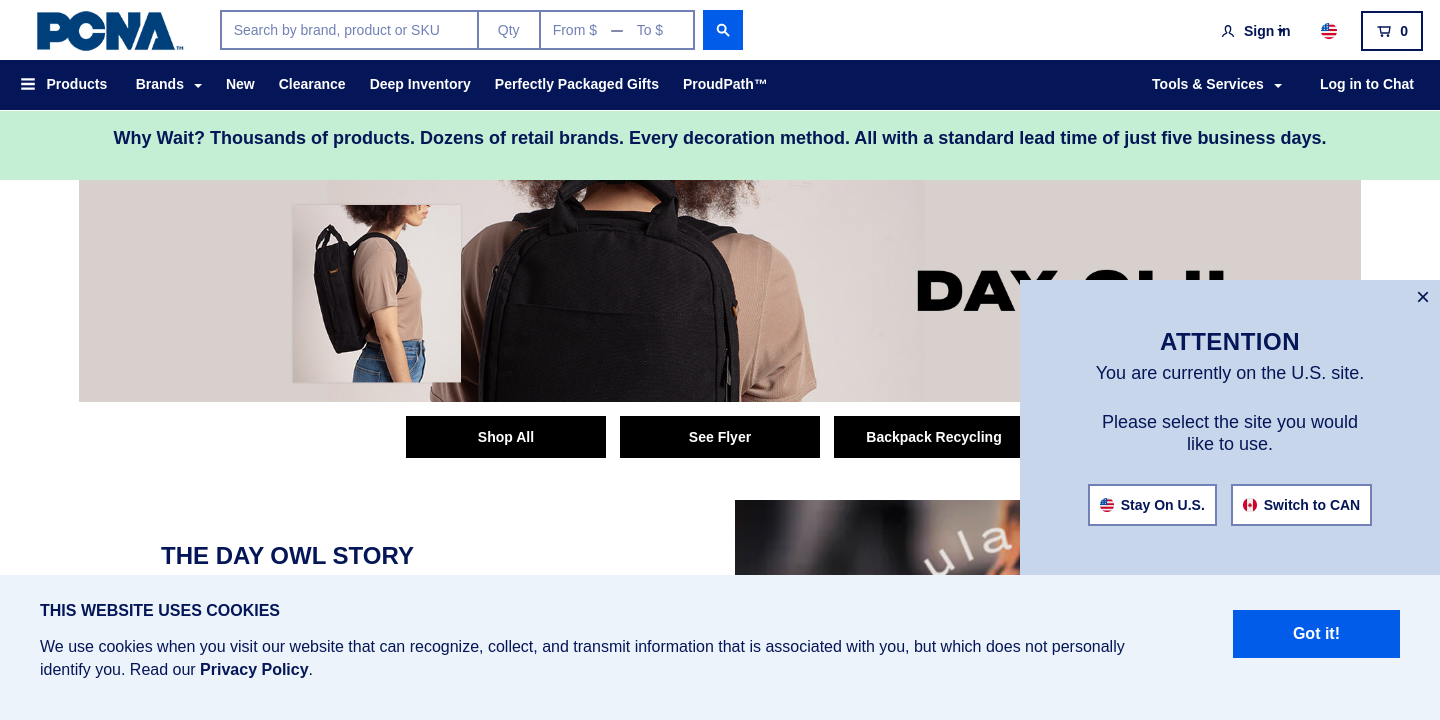 PCNA™
Search by brand, product or SKU
Qty
From $ — To $
Sign in
0
Products
Brands
New
Clearance
Deep Inventory
Perfectly Packaged Gifts
ProudPath™
Tools & Services
Log in to Chat
Why Wait? Thousands of products. Dozens of retail brands. Every decoration method. All with a standard lead time of just five business days.
DAY OWL
Shop All
See Flyer
Backpack Recycling
ATTENTION
You are currently on the U.S. site.
Please select the site you would
like to use.
Stay On U.S.
Switch to CAN
THE DAY OWL STORY
ula
THIS WEBSITE USES COOKIES
We use cookies when you visit our website that can recognize, collect, and transmit information that is associated with you, but which does not personally
identify you. Read our Privacy Policy.
Got it!